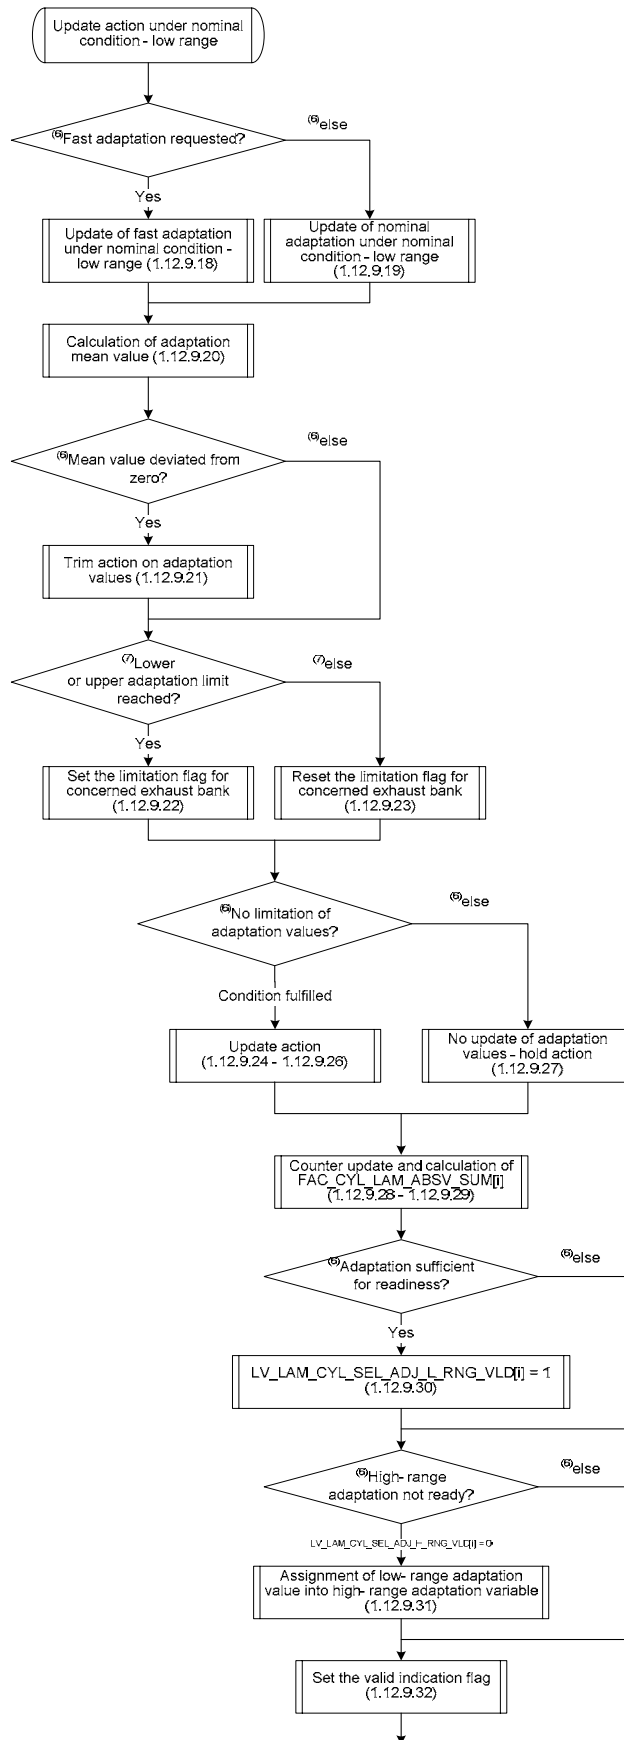 Update action under nominal
condition - low range
(6)else
(6)Fast adaptation requested?
Yes
Update of fast adaptation
under nominal condition -
low range (1.12.9.18)
Update of nominal
adaptation under nominal
condition - low range
(1.12.9.19)
Calculation of adaptation
mean value (1.12.9.20)
(6)else
(6)Mean value deviated from
zero?
Yes
Trim action on adaptation
values (1.12.9.21)
(7)Lower
or upper adaptation limit
reached?
(7)else
Yes
Set the limitation flag for
concerned exhaust bank
(1.12.9.22)
Reset the limitation flag for
concerned exhaust bank
(1.12.9.23)
(6)else
(6)No limitation of
adaptation values?
Condition fulfilled
Update action
(1.12.9.24 - 1.12.9.26)
No update of adaptation
values - hold action
(1.12.9.27)
Counter update and calculation of
FAC_CYL_LAM_ABSV_SUM[i]
(1.12.9.28 - 1.12.9.29)
(6)else
(6)Adaptation sufficient
for readiness?
Yes
LV_LAM_CYL_SEL_ADJ_L_RNG_VLD[i] = 1
(1.12.9.30)
(6)else
(6)High- range
adaptation not ready?
LV_LAM_CYL_SEL_ADJ_H_RNG_VLD[i] = 0
Assignment of low- range adaptation
value into high- range adaptation variable
(1.12.9.31)
Set the valid indication flag
(1.12.9.32)